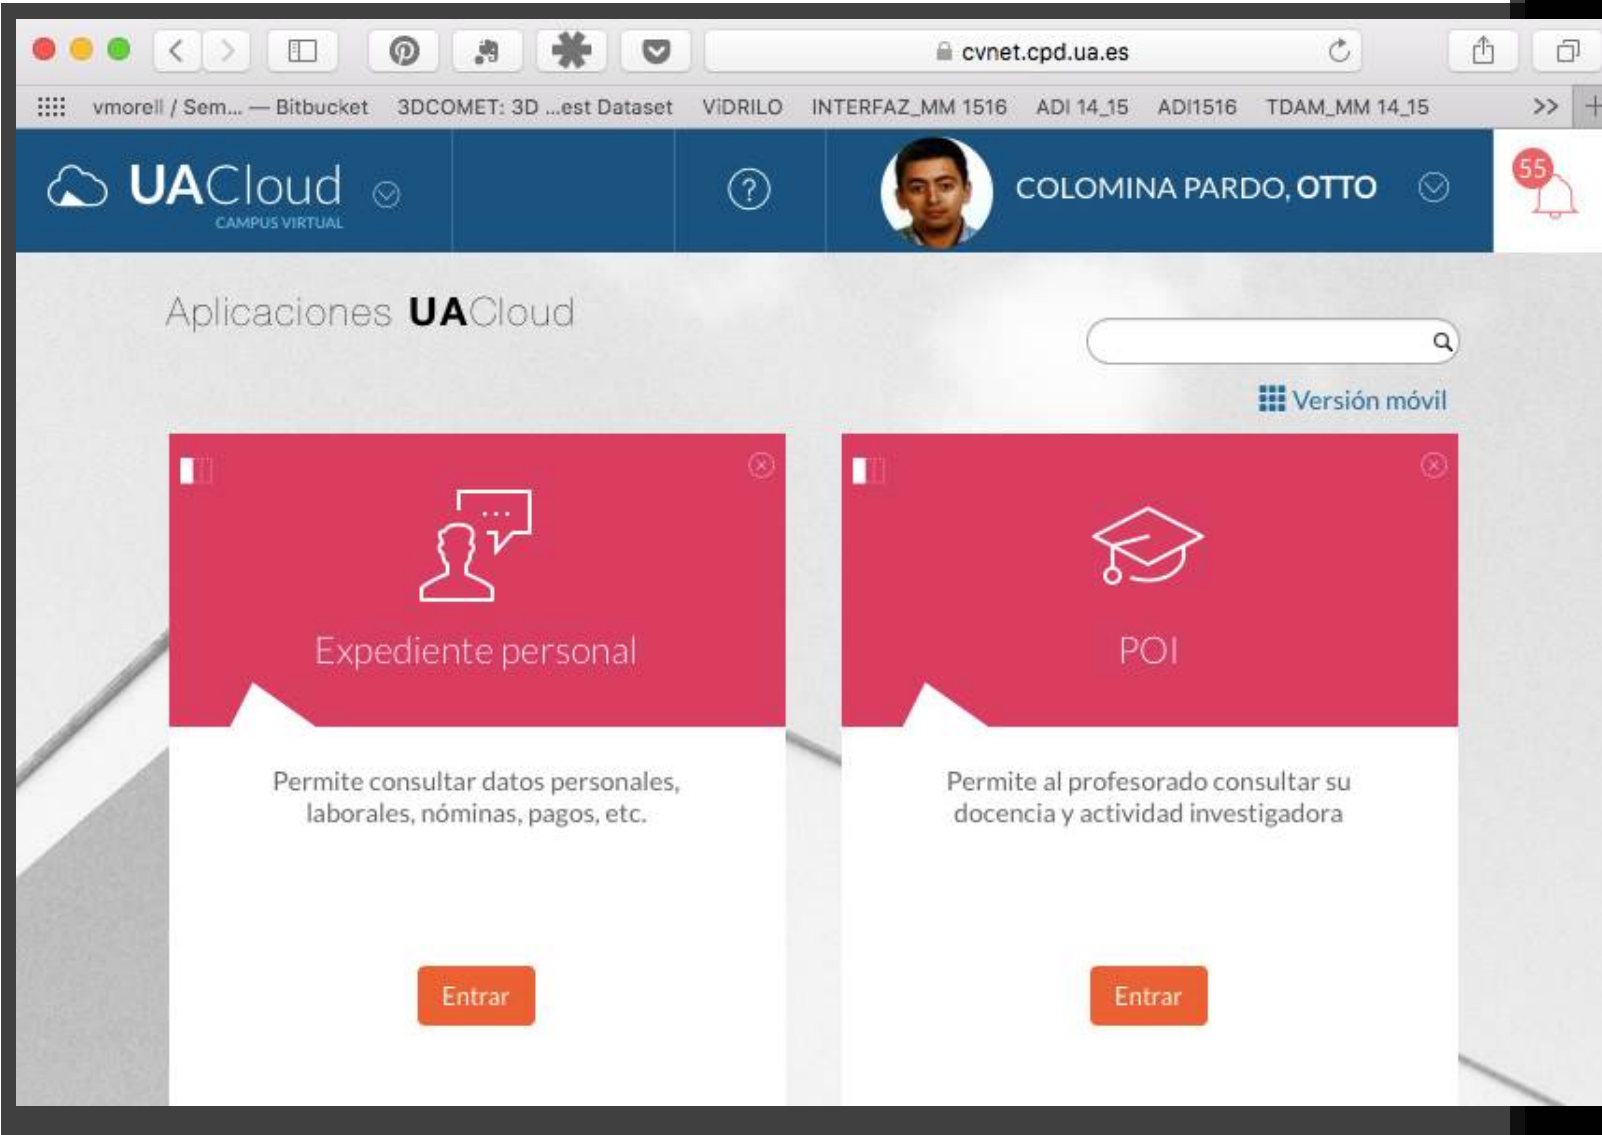 cvnet.cpd.ua.es
vmorell / Sem... — Bitbucket 3DCOMET: 3D ...est Dataset ViDRILO INTERFAZ_MM 1516 ADI 14_15 ADI1516 TDAM_MM 14_15 >> +
UACloud
CAMPUS VIRTUAL
?
COLOMINA PARDO, OTTO
55
Aplicaciones UACloud
Versión móvil
Expediente personal
Permite consultar datos personales,
laborales, nóminas, pagos, etc.
Entrar
POI
Permite al profesorado consultar su
docencia y actividad investigadora
Entrar